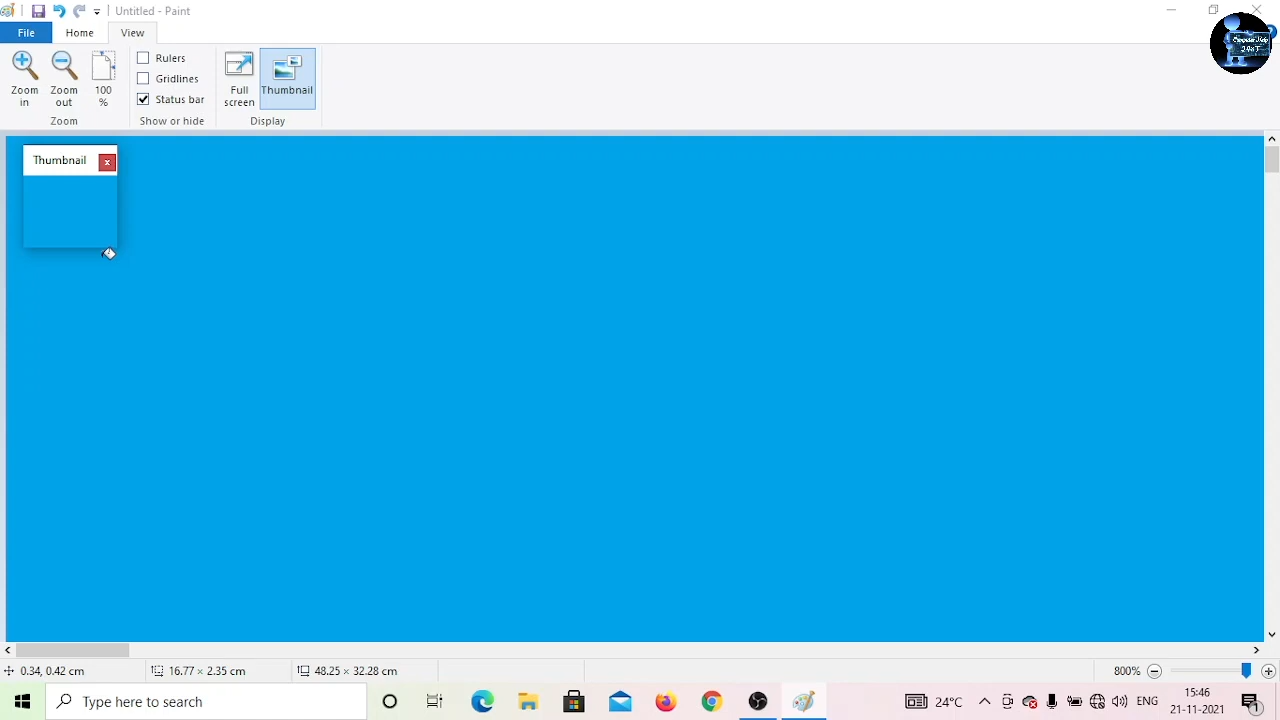 Untitled - Paint
File
Home
View
Zoom in
Zoom out
100 %
Rulers
Gridlines
Status bar
Full screen
Thumbnail
Zoom
Show or hide
Display
Thumbnail
x
0.34, 0.42 cm
16.77 × 2.35 cm
48.25 × 32.28 cm
800%
Type here to search
24°C
ENG
15:46
21-11-2021
1